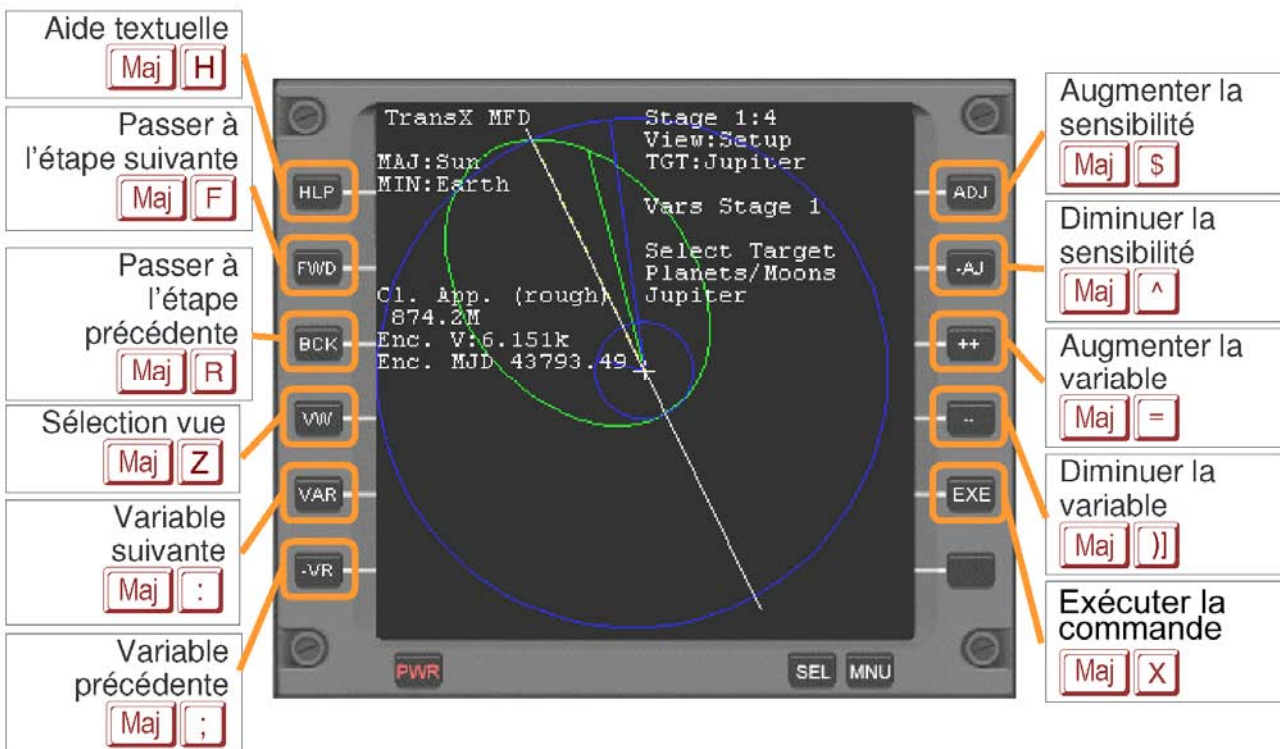 Aide textuelle
Maj H
Passer à
l'étape suivante
Maj F
Passer à
l'étape
précédente
Maj R
Sélection vue
Maj Z
Variable
suivante
Maj :
Variable
précédente
Maj ;
HLP
FWD
BCK
VW
VAR
-VR
TransX MFD
MAJ:Sun
MIN:Earth
Cl. App. (rough)
874.2M
Enc. V:6.151k
Enc. MJD 43793.49
Stage 1:4
View:Setup
TGT:Jupiter
Vars Stage 1
Select Target
Planets/Moons
Jupiter
PWR
SEL MNU
ADJ
-AJ
++
--
EXE
Augmenter la
sensibilité
Maj $
Diminuer la
sensibilité
Maj ^
Augmenter la
variable
Maj =
Diminuer la
variable
Maj )]
Exécuter la
commande
Maj X